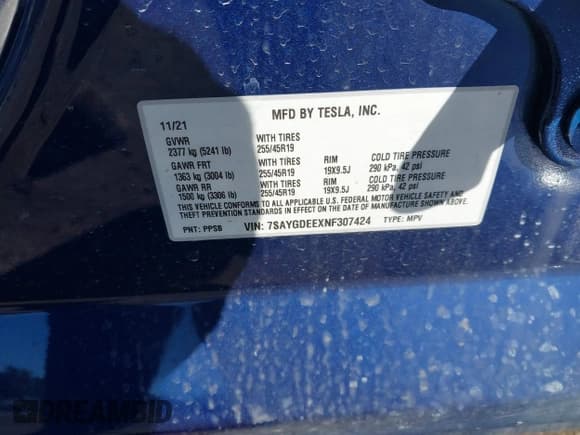 MFD BY TESLA, INC.
11/21
GVWR WITH TIRES
2377 kg (5241 lb) 255/45R19
GAWR FRT WITH TIRES RIM COLD TIRE PRESSURE
1363 kg (3004 lb) 255/45R19 19X9.5J 290 kPa, 42 psi
GAWR RR WITH TIRES RIM COLD TIRE PRESSURE
1500 kg (3306 lb) 255/45R19 19X9.5J 290 kPa, 42 psi
THIS VEHICLE CONFORMS TO ALL APPLICABLE U.S. FEDERAL MOTOR VEHICLE SAFETY AND
THEFT PREVENTION STANDARDS IN EFFECT ON THE DATE OF MANUFACTURE SHOWN ABOVE.
PNT: PPSB VIN: 7SAYGDEEXNF307424 TYPE: MPV
DREAMBID